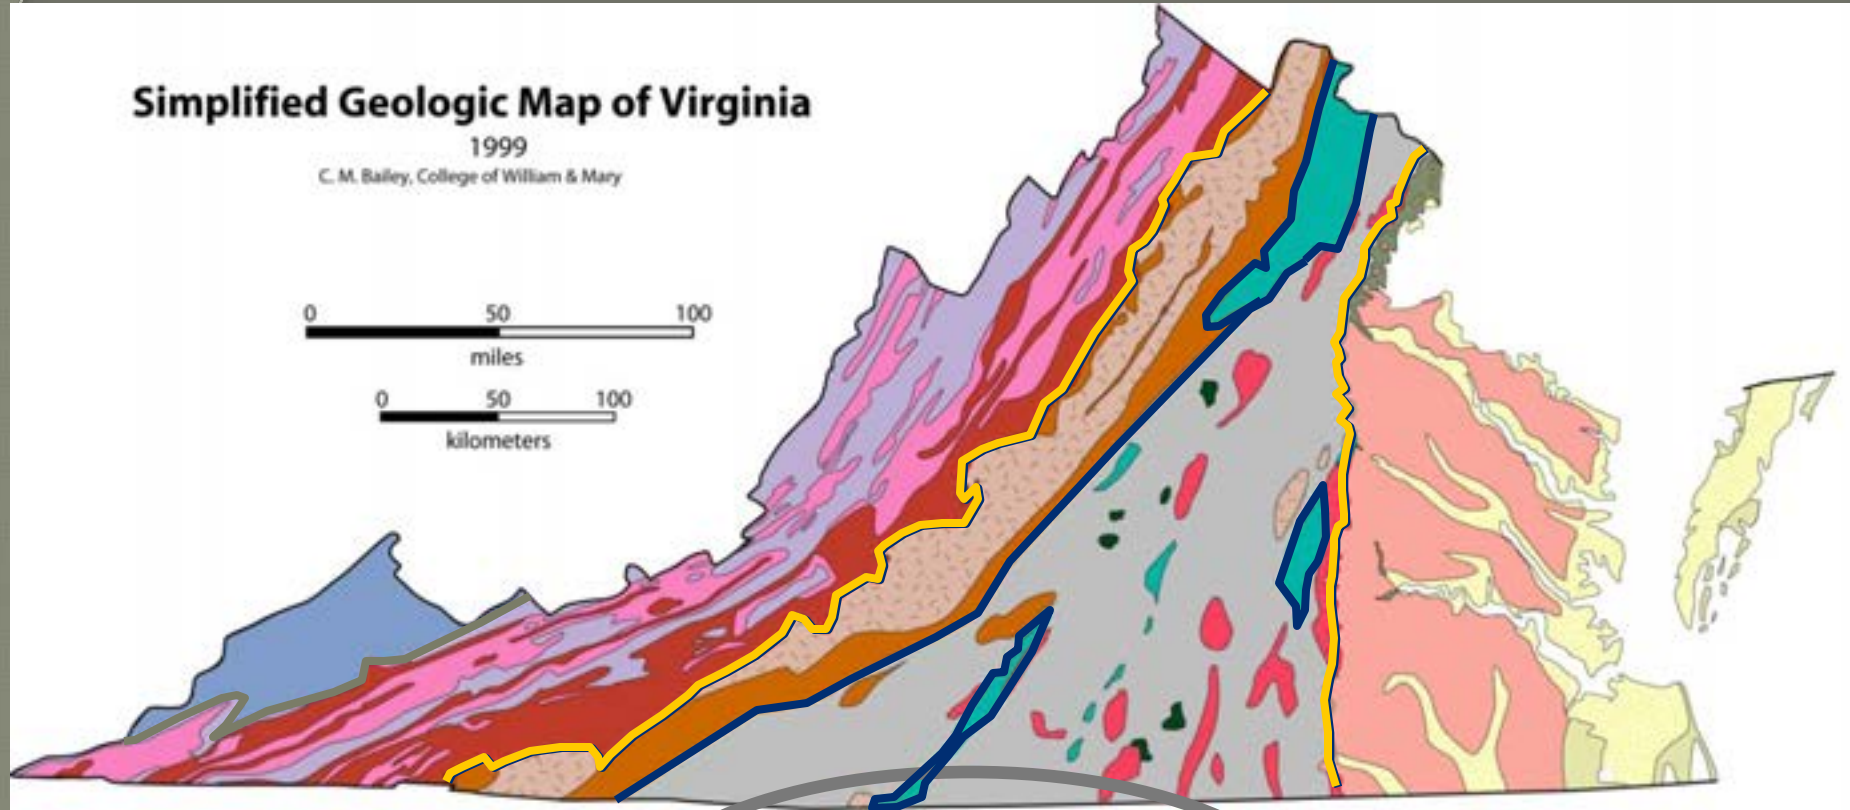 Simplified Geologic Map of Virginia
1999
C. M. Bailey, College of William & Mary
0 50 100
miles
0 50 100
kilometers